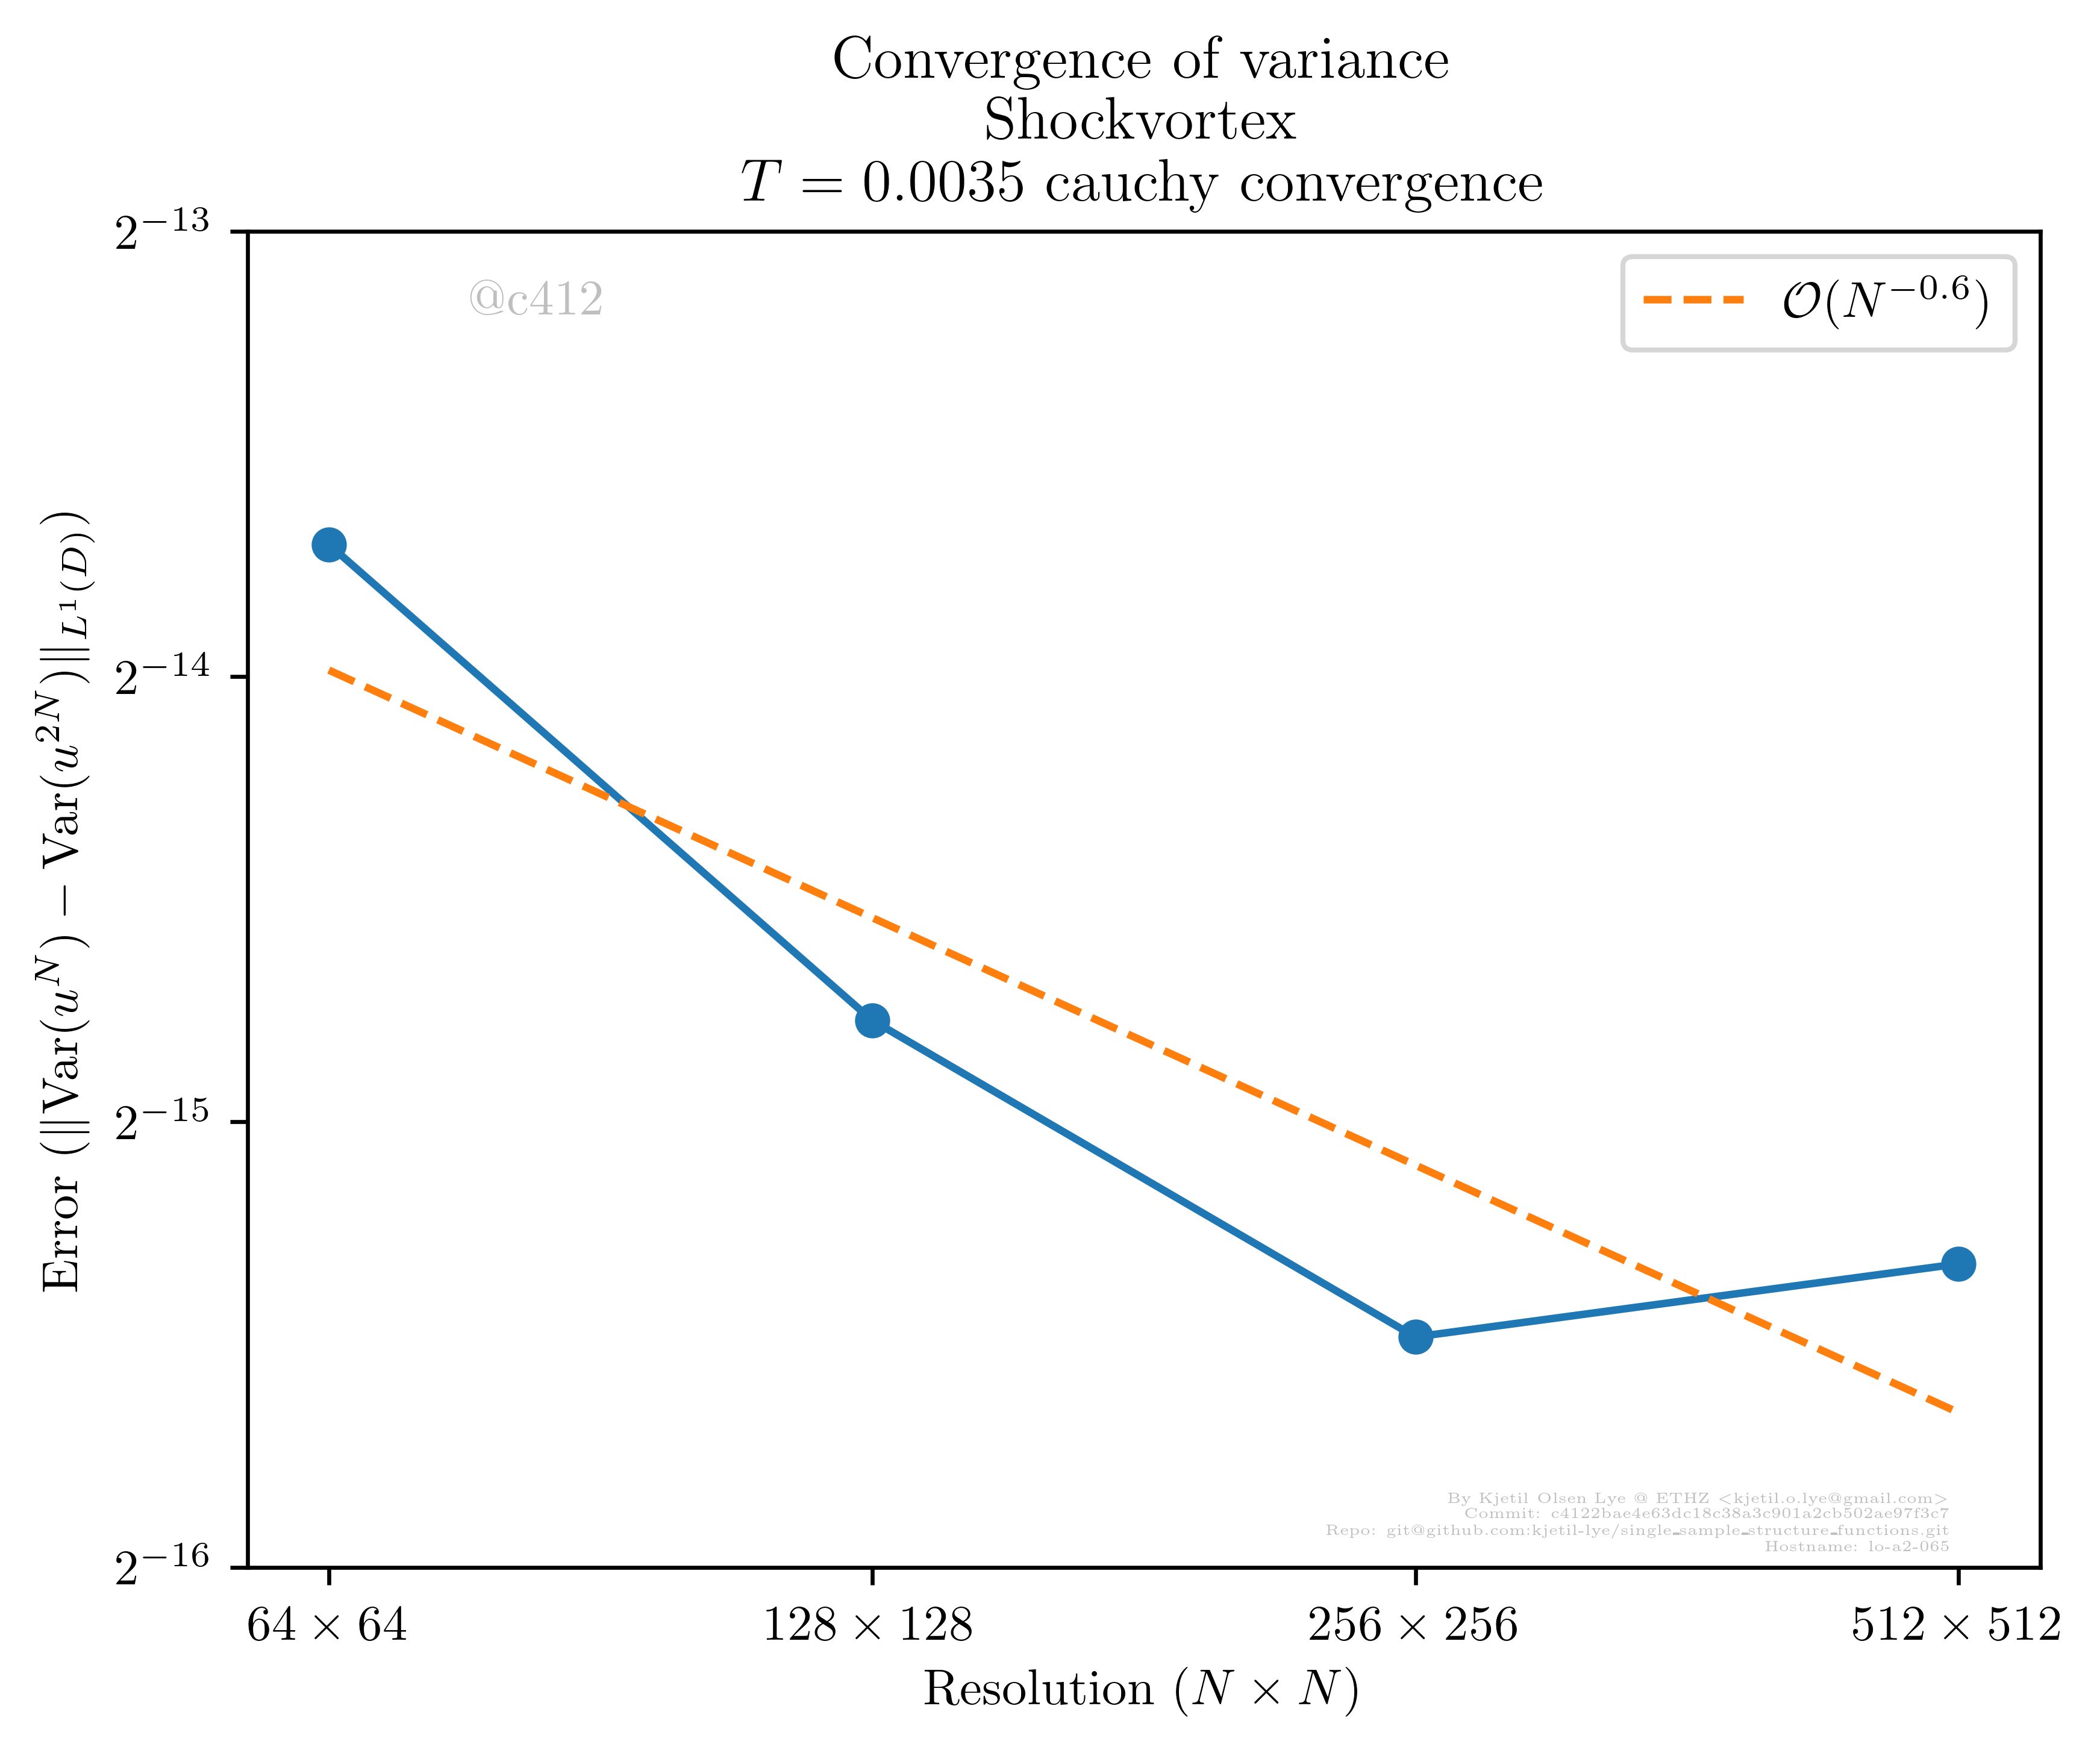 Convergence of variance
Shockvortex
T = 0.0035 cauchy convergence
2^{-13}
@c412
O(N^{-0.6})
2^{-14}
2^{-15}
2^{-16}
Error (‖Var(u^N) − Var(u^{2N})‖_{L^1(D)})
By Kjetil Olsen Lye @ ETHZ <kjetil.o.lye@gmail.com>
Commit: c4122bae4e63dc18c38a3c901a2cb502ae97f3c7
Repo: git@github.com:kjetil-lye/single_sample_structure_functions.git
Hostname: lo-a2-065
64 × 64
128 × 128
256 × 256
512 × 512
Resolution (N × N)